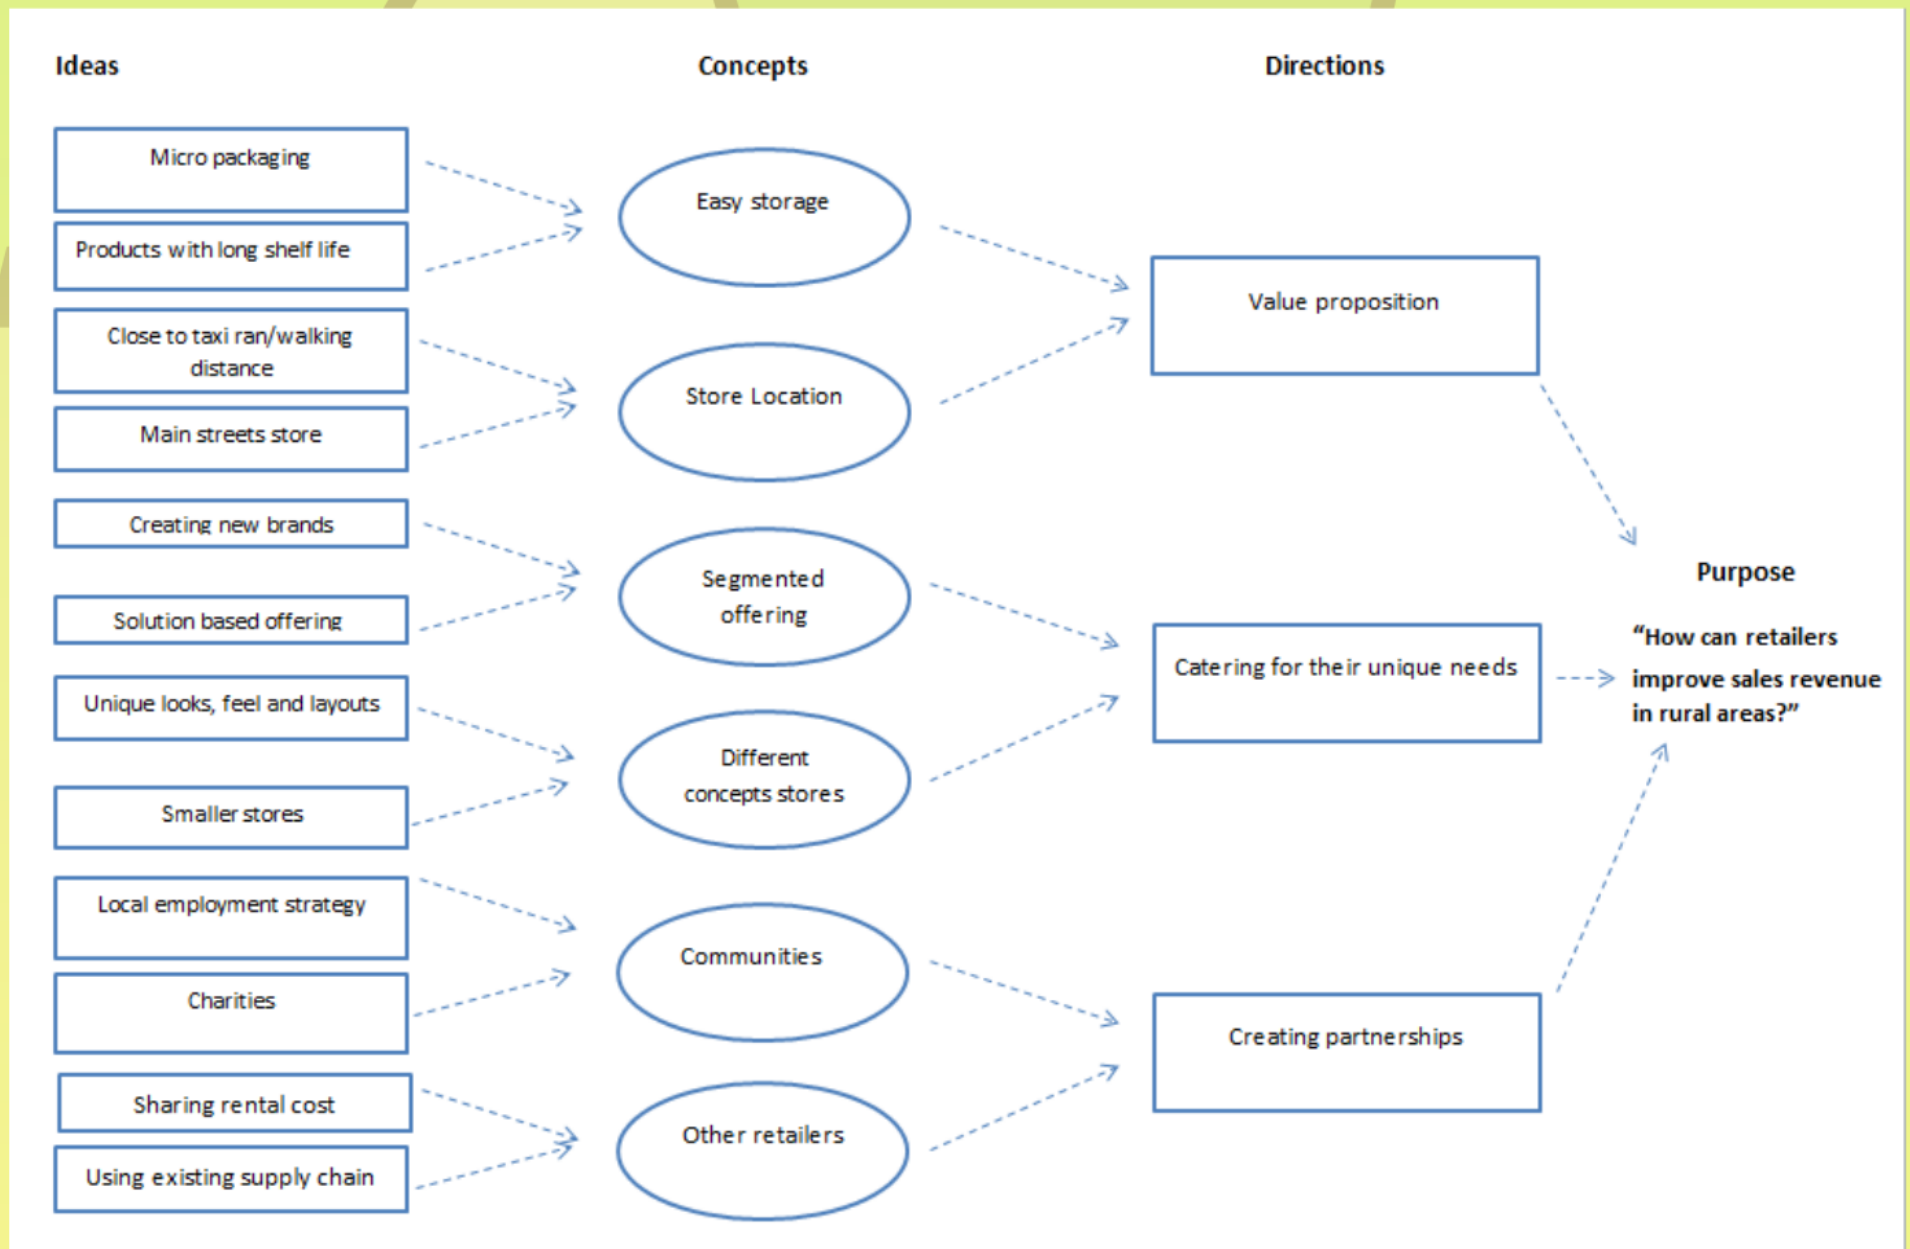 Ideas
Concepts
Directions
Micro packaging
Products with long shelf life
Close to taxi ran/walking
distance
Main streets store
Creating new brands
Solution based offering
Unique looks, feel and layouts
Smaller stores
Local employment strategy
Charities
Sharing rental cost
Using existing supply chain
Easy storage
Store Location
Segmented
offering
Different
concepts stores
Communities
Other retailers
Value proposition
Catering for their unique needs
Creating partnerships
Purpose
“How can retailers
improve sales revenue
in rural areas?”